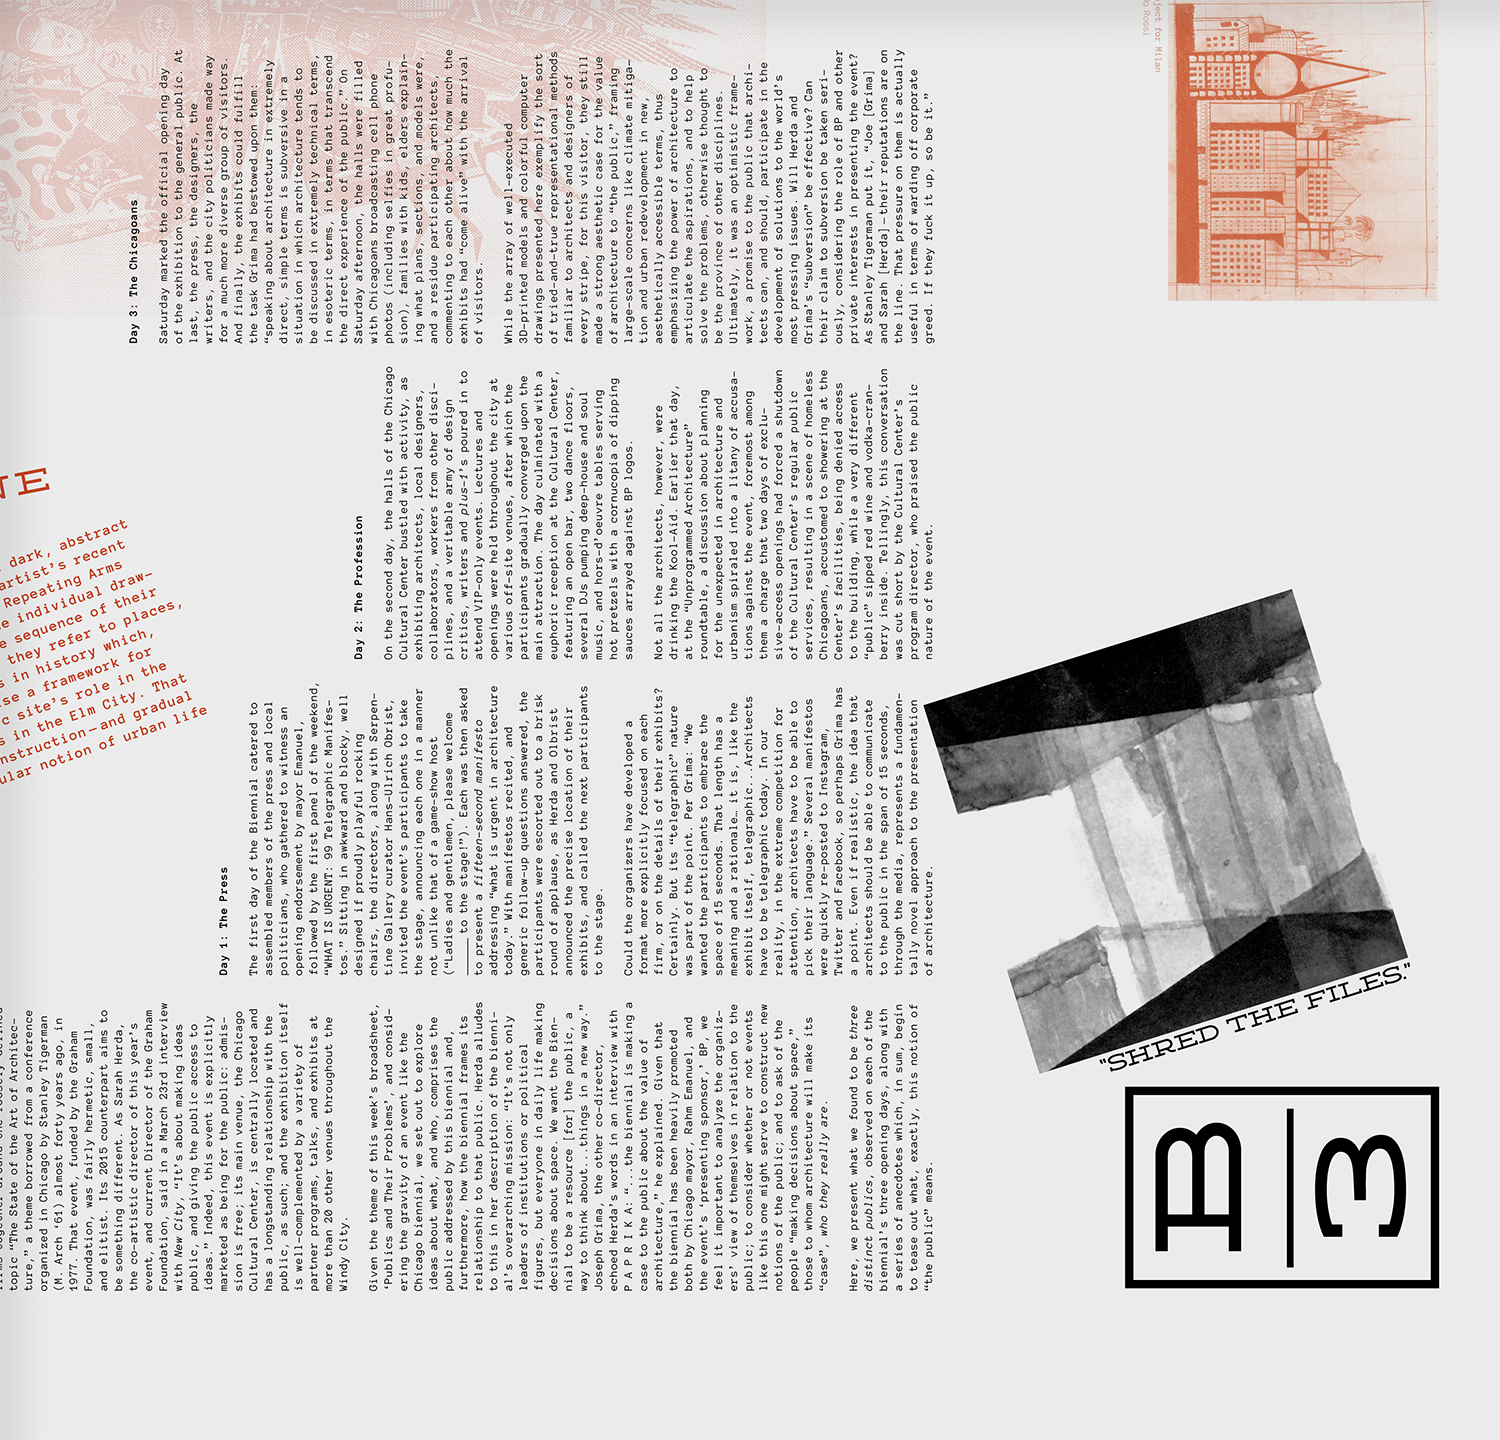 topic “The State of the Art of Architec-
ture,” a theme borrowed from a conference
organized in Chicago by Stanley Tigerman
(M. Arch ‘61) almost forty years ago, in
1977. That event, funded by the Graham
Foundation, was fairly hermetic, small,
and elitist. Its 2015 counterpart aims to
be something different. As Sarah Herda,
the co-artistic director of this year’s
event, and current Director of the Graham
Foundation, said in a March 23rd interview
with New City, “It’s about making ideas
public, and giving the public access to
ideas.” Indeed, this event is explicitly
marketed as being for the public: admis-
sion is free; its main venue, the Chicago
Cultural Center, is centrally located and
has a longstanding relationship with the
public, as such; and the exhibition itself
is well-complemented by a variety of
partner programs, talks, and exhibits at
more than 20 other venues throughout the
Windy City.
Given the theme of this week’s broadsheet,
‘Publics and Their Problems’, and consid-
ering the gravity of an event like the
Chicago biennial, we set out to explore
ideas about what, and who, comprises the
public addressed by this biennial and,
furthermore, how the biennial frames its
relationship to that public. Herda alludes
to this in her description of the bienni-
al’s overarching mission: “It’s not only
leaders of institutions or political
figures, but everyone in daily life making
decisions about space. We want the Bien-
nial to be a resource [for] the public, a
way to think about...things in a new way.”
Joseph Grima, the other co-director,
echoed Herda’s words in an interview with
P A P R I K A: “...the biennial is making a
case to the public about the value of
architecture,” he explained. Given that
the biennial has been heavily promoted
both by Chicago mayor, Rahm Emanuel, and
the event’s ‘presenting sponsor,’ BP, we
feel it important to analyze the organiz-
ers’ view of themselves in relation to the
public; to consider whether or not events
like this one might serve to construct new
notions of the public; and to ask of the
people “making decisions about space,”
those to whom architecture will make its
“case”, who they really are.
Here, we present what we found to be three
distinct publics, observed on each of the
biennial’s three opening days, along with
a series of anecdotes which, in sum, begin
to tease out what, exactly, this notion of
“the public” means.
Day 1: The Press
The first day of the Biennial catered to
assembled members of the press and local
politicians, who gathered to witness an
opening endorsement by mayor Emanuel,
followed by the first panel of the weekend,
“WHAT IS URGENT: 99 Telegraphic Manifes-
tos.” Sitting in awkward and blocky, well
designed if proudly playful rocking
chairs, the directors, along with Serpen-
tine Gallery curator Hans-Ulrich Obrist,
invited the event’s participants to take
the stage, announcing each one in a manner
not unlike that of a game-show host
(“Ladies and gentlemen, please welcome
_____ to the stage!”). Each was then asked
to present a fifteen-second manifesto
addressing “what is urgent in architecture
today.” With manifestos recited, and
generic follow-up questions answered, the
participants were escorted out to a brisk
round of applause, as Herda and Olbrist
announced the precise location of their
exhibits, and called the next participants
to the stage.
Could the organizers have developed a
format more explicitly focused on each
firm, or on the details of their exhibits?
Certainly. But its “telegraphic” nature
was part of the point. Per Grima: “We
wanted the participants to embrace the
space of 15 seconds. That length has a
meaning and a rationale… it is, like the
exhibit itself, telegraphic...Architects
have to be telegraphic today. In our
reality, in the extreme competition for
attention, architects have to be able to
pick their language.” Several manifestos
were quickly re-posted to Instagram,
Twitter and Facebook, so perhaps Grima has
a point. Even if realistic, the idea that
architects should be able to communicate
to the public in the span of 15 seconds,
through the media, represents a fundamen-
tally novel approach to the presentation
of architecture.
Day 2: The Profession
On the second day, the halls of the Chicago
Cultural Center bustled with activity, as
exhibiting architects, local designers,
collaborators, workers from other disci-
plines, and a veritable army of design
critics, writers and plus-1’s poured in to
attend VIP-only events. Lectures and
openings were held throughout the city at
various off-site venues, after which the
participants gradually converged upon the
main attraction. The day culminated with a
euphoric reception at the Cultural Center,
featuring an open bar, two dance floors,
several DJs pumping deep-house and soul
music, and hors-d’oeuvre tables serving
hot pretzels with a cornucopia of dipping
sauces arrayed against BP logos.
Not all the architects, however, were
drinking the Kool-Aid. Earlier that day,
at the “Unprogrammed Architecture”
roundtable, a discussion about planning
for the unexpected in architecture and
urbanism spiraled into a litany of accusa-
tions against the event, foremost among
them a charge that two days of exclu-
sive-access openings had forced a shutdown
of the Cultural Center’s regular public
services, resulting in a scene of homeless
Chicagoans, accustomed to showering at the
Center’s facilities, being denied access
to the building, while a very different
“public” sipped red wine and vodka-cran-
berry inside. Tellingly, this conversation
was cut short by the Cultural Center’s
program director, who praised the public
nature of the event.
Day 3: The Chicagoans
Saturday marked the official opening day
of the exhibition to the general public. At
last, the press, the designers, the
writers, and the city politicians made way
for a much more diverse group of visitors.
And finally, the exhibits could fulfill
the task Grima had bestowed upon them:
“speaking about architecture in extremely
direct, simple terms is subversive in a
situation in which architecture tends to
be discussed in extremely technical terms,
in esoteric terms, in terms that transcend
the direct experience of the public.” On
Saturday afternoon, the halls were filled
with Chicagoans broadcasting cell phone
photos (including selfies in great profu-
sion), families with kids, elders explain-
ing what plans, sections, and models were,
and a residue participating architects,
commenting to each other about how much the
exhibits had “come alive” with the arrival
of visitors.
While the array of well-executed
3D-printed models and colorful computer
drawings presented here exemplify the sort
of tried-and-true representational methods
familiar to architects and designers of
every stripe, for this visitor, they still
made a strong aesthetic case for the value
of architecture to “the public,” framing
large-scale concerns like climate mitiga-
tion and urban redevelopment in new,
aesthetically accessible terms, thus
emphasizing the power of architecture to
articulate the aspirations, and to help
solve the problems, otherwise thought to
be the province of other disciplines.
Ultimately, it was an optimistic frame-
work, a promise to the public that archi-
tects can, and should, participate in the
development of solutions to the world’s
most pressing issues. Will Herda and
Grima’s “subversion” be effective? Can
their claim to subversion be taken seri-
ously, considering the role of BP and other
private interests in presenting the event?
As Stanley Tigerman put it, “Joe [Grima]
and Sarah [Herda]–their reputations are on
the line. That pressure on them is actually
useful in terms of warding off corporate
greed. If they fuck it up, so be it.”
dark, abstract
artist’s recent
Repeating Arms
individual draw-
sequence of their
they refer to places,
in history which,
a framework for
site’s role in the
in the Elm City. That
—and gradual
notion of urban life
for Milan
Rossi
"SHRED THE FILES."
B 3